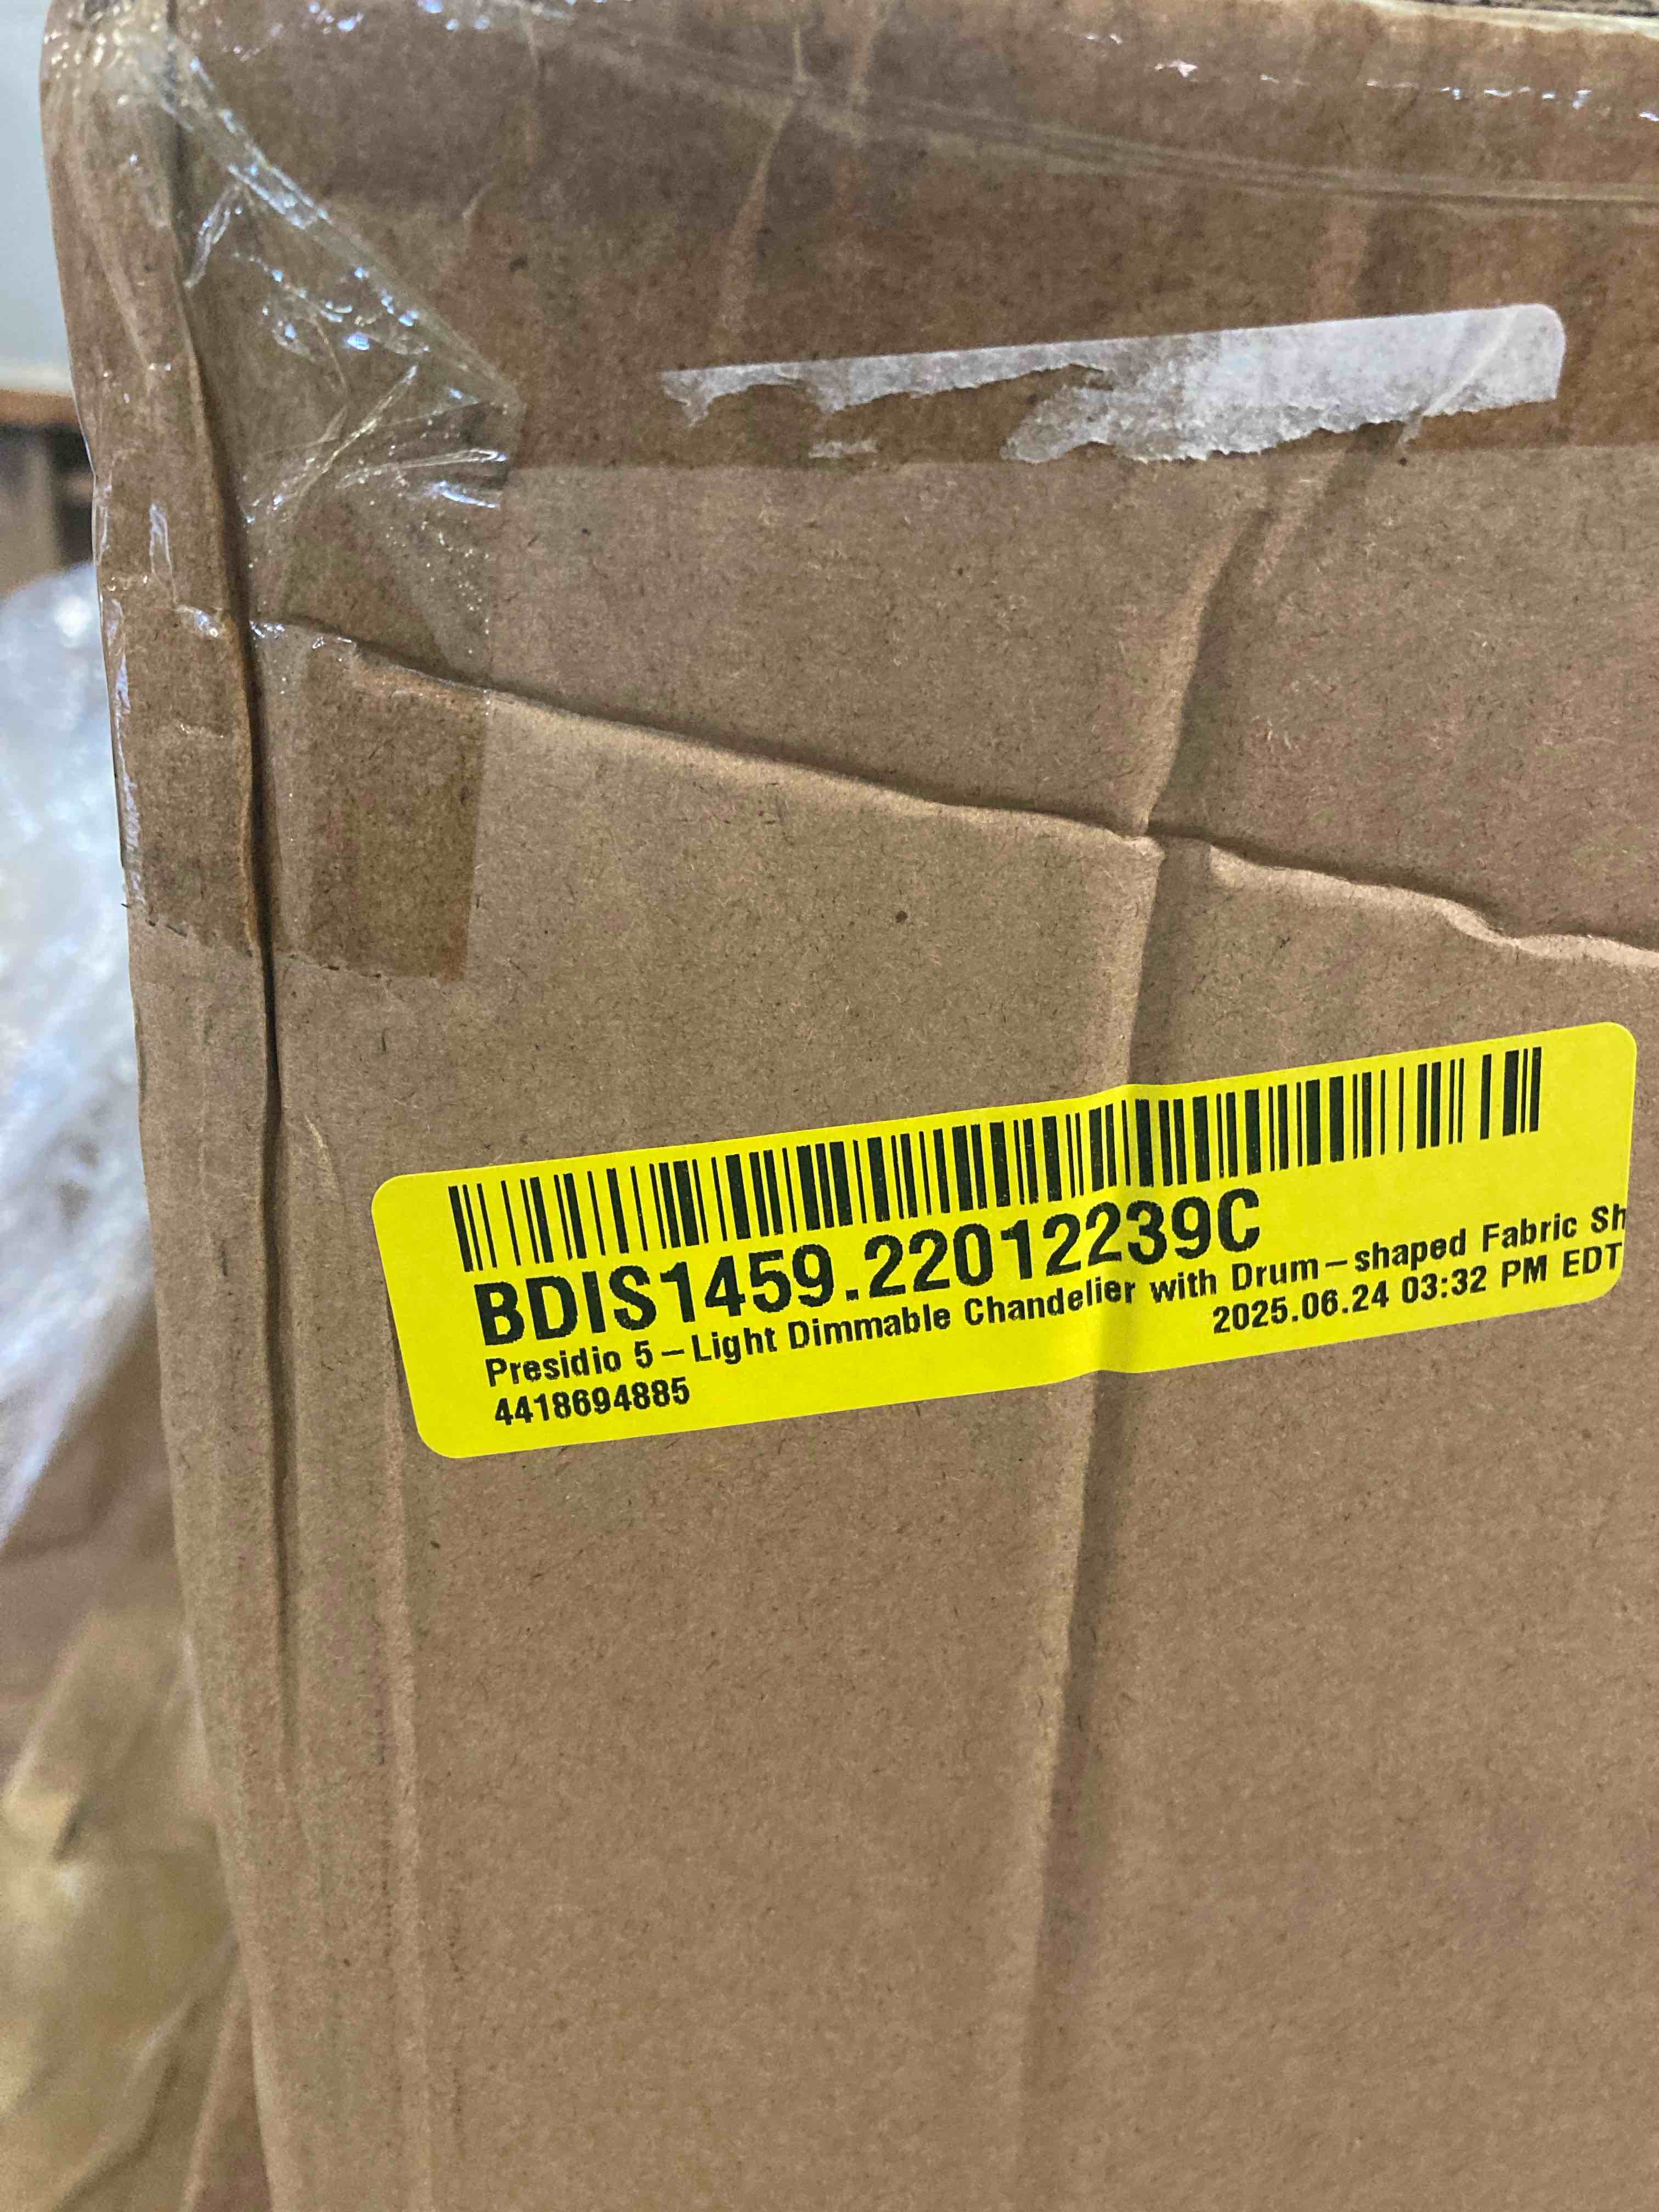 BDIS1459.22012239C
Presidio 5-Light Dimmable Chandelier with Drum-shaped Fabric Sh
2025.06.24 03:32 PM EDT
4418694885